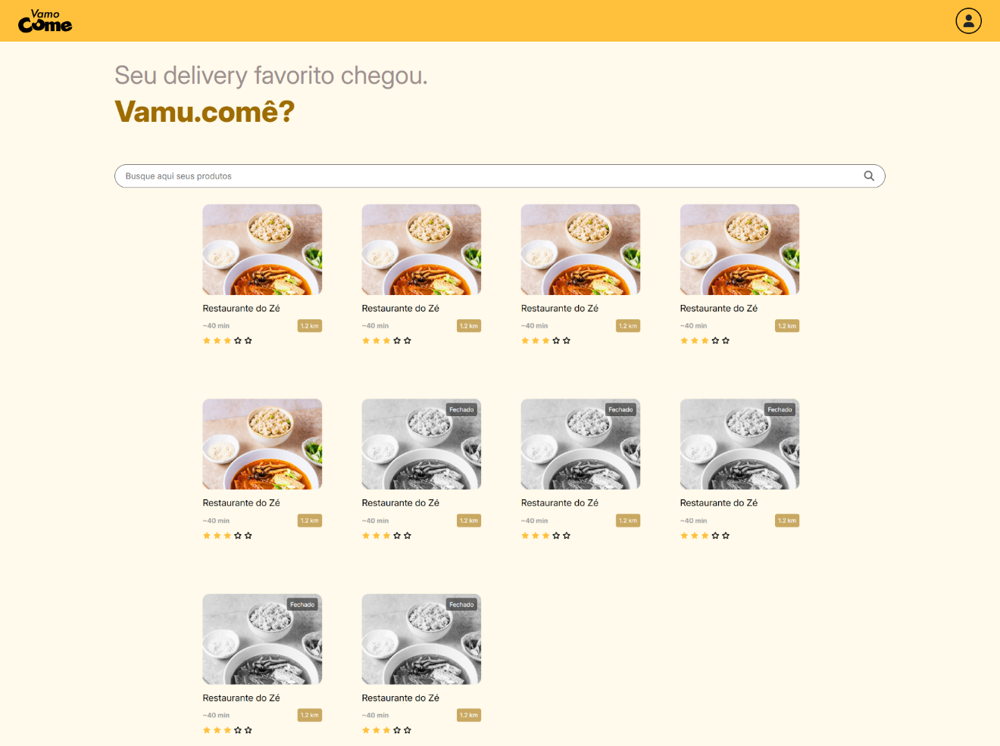 Vamo
Come
Seu delivery favorito chegou.
Vamu.comê?
Busque aqui seus produtos
Restaurante do Zé
~40 min
1.2 km
Restaurante do Zé
~40 min
1.2 km
Restaurante do Zé
~40 min
1.2 km
Restaurante do Zé
~40 min
1.2 km
Restaurante do Zé
~40 min
1.2 km
Fechado
Restaurante do Zé
~40 min
1.2 km
Fechado
Restaurante do Zé
~40 min
1.2 km
Fechado
Restaurante do Zé
~40 min
1.2 km
Fechado
Restaurante do Zé
~40 min
1.2 km
Fechado
Restaurante do Zé
~40 min
1.2 km